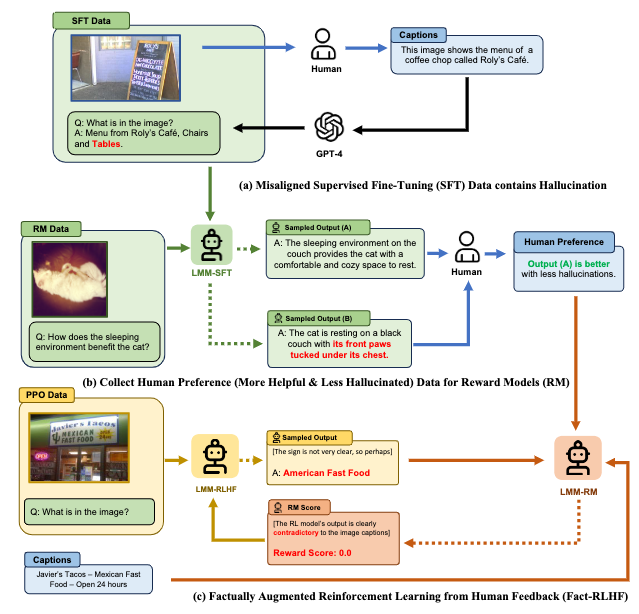 SFT Data
Human
Captions
This image shows the menu of a
coffee chop called Roly's Café.
Q: What is in the image?
A: Menu from Roly's Café, Chairs
and Tables.
GPT-4
(a) Misaligned Supervised Fine-Tuning (SFT) Data contains Hallucination
RM Data
Q: How does the sleeping
environment benefit the cat?
LMM-SFT
Sampled Output (A)
A: The sleeping environment on the
couch provides the cat with a
comfortable and cozy space to rest.
Sampled Output (B)
A: The cat is resting on a black
couch with its front paws
tucked under its chest.
Human
Human Preference
Output (A) is better
with less hallucinations.
(b) Collect Human Preference (More Helpful & Less Hallucinated) Data for Reward Models (RM)
PPO Data
Javier's Tacos
MEXICAN
FAST FOOD
OPEN
Q: What is in the image?
LMM-RLHF
Sampled Output
[The sign is not very clear, so perhaps]
A: American Fast Food
RM Score
[The RL model's output is clearly
contradictory to the image captions]
Reward Score: 0.0
LMM-RM
Captions
Javier's Tacos – Mexican Fast
Food – Open 24 hours
(c) Factually Augmented Reinforcement Learning from Human Feedback (Fact-RLHF)